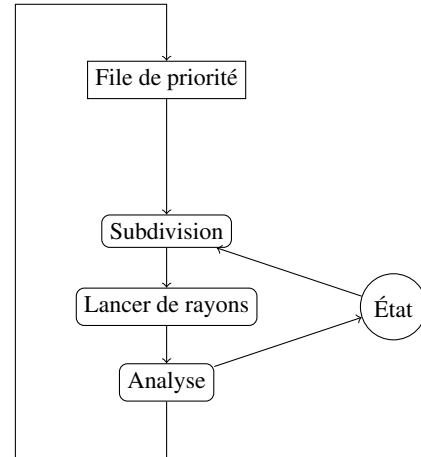 File de priorité
Subdivision
Lancer de rayons
État
Analyse